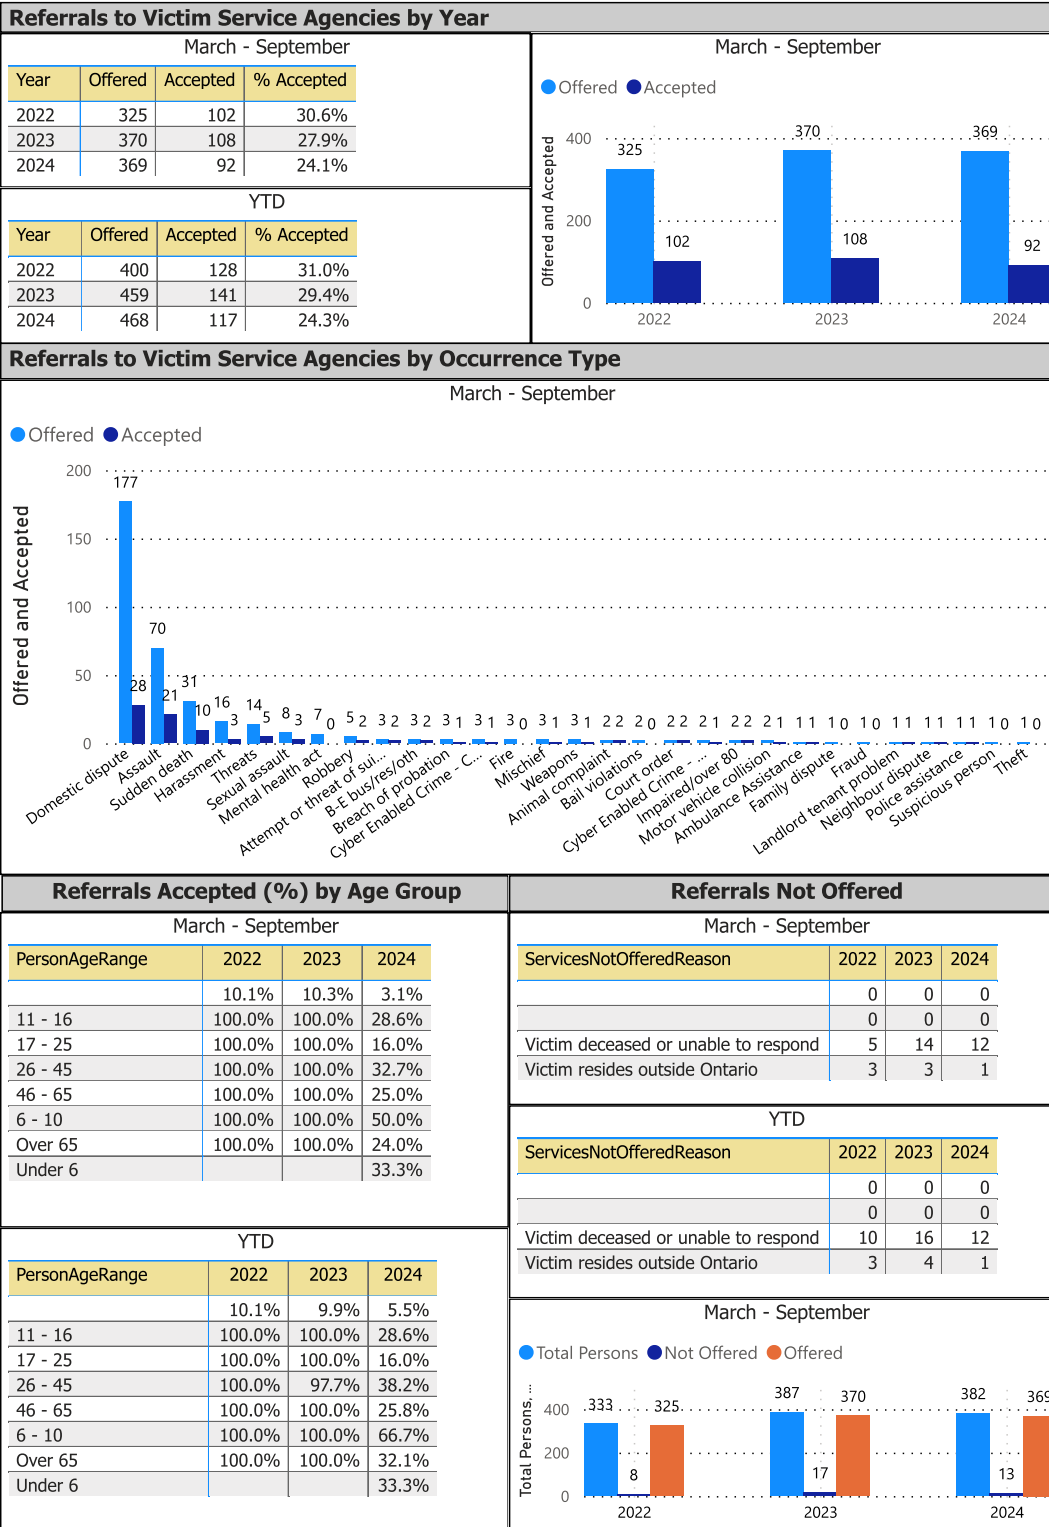 Referrals to Victim Service Agencies by Year
March - September
Year Offered Accepted % Accepted
2022 325 102 30.6%
2023 370 108 27.9%
2024 369 92 24.1%
YTD
Year Offered Accepted % Accepted
2022 400 128 31.0%
2023 459 141 29.4%
2024 468 117 24.3%
March - September
Offered Accepted
Offered and Accepted
400
200
0
325 102
370 108
369 92
2022 2023 2024
Referrals to Victim Service Agencies by Occurrence Type
March - September
Offered Accepted
Offered and Accepted
200
150
100
50
0
177 28 70 21 31 10 16 3 14 5 8 3 7 0 5 2 3 2 3 2 3 1 3 1 3 0 3 1 3 1 2 2 2 0 2 2 2 1 2 2 2 1 1 1 1 0 1 0 1 1 1 1 1 1 1 0 1 0
Domestic dispute
Assault
Sudden death
Harassment
Threats
Sexual assault
Mental health act
Robbery
Attempt or threat of sui...
B-E bus/res/oth
Breach of probation
Cyber Enabled Crime - C...
Fire
Mischief
Weapons
Animal complaint
Bail violations
Court order
Cyber Enabled Crime - ...
Impaired/over 80
Motor vehicle collision
Ambulance Assistance
Family dispute
Fraud
Landlord tenant problem
Neighbour dispute
Police assistance
Suspicious person
Theft
Referrals Accepted (%) by Age Group
March - September
PersonAgeRange 2022 2023 2024
10.1% 10.3% 3.1%
11 - 16 100.0% 100.0% 28.6%
17 - 25 100.0% 100.0% 16.0%
26 - 45 100.0% 100.0% 32.7%
46 - 65 100.0% 100.0% 25.0%
6 - 10 100.0% 100.0% 50.0%
Over 65 100.0% 100.0% 24.0%
Under 6 33.3%
YTD
PersonAgeRange 2022 2023 2024
10.1% 9.9% 5.5%
11 - 16 100.0% 100.0% 28.6%
17 - 25 100.0% 100.0% 16.0%
26 - 45 100.0% 97.7% 38.2%
46 - 65 100.0% 100.0% 25.8%
6 - 10 100.0% 100.0% 66.7%
Over 65 100.0% 100.0% 32.1%
Under 6 33.3%
Referrals Not Offered
March - September
ServicesNotOfferedReason 2022 2023 2024
0 0 0
0 0 0
Victim deceased or unable to respond 5 14 12
Victim resides outside Ontario 3 3 1
YTD
ServicesNotOfferedReason 2022 2023 2024
0 0 0
0 0 0
Victim deceased or unable to respond 10 16 12
Victim resides outside Ontario 3 4 1
March - September
Total Persons Not Offered Offered
Total Persons, ...
400
200
0
333 8 325
387 17 370
382 13 369
2022 2023 2024